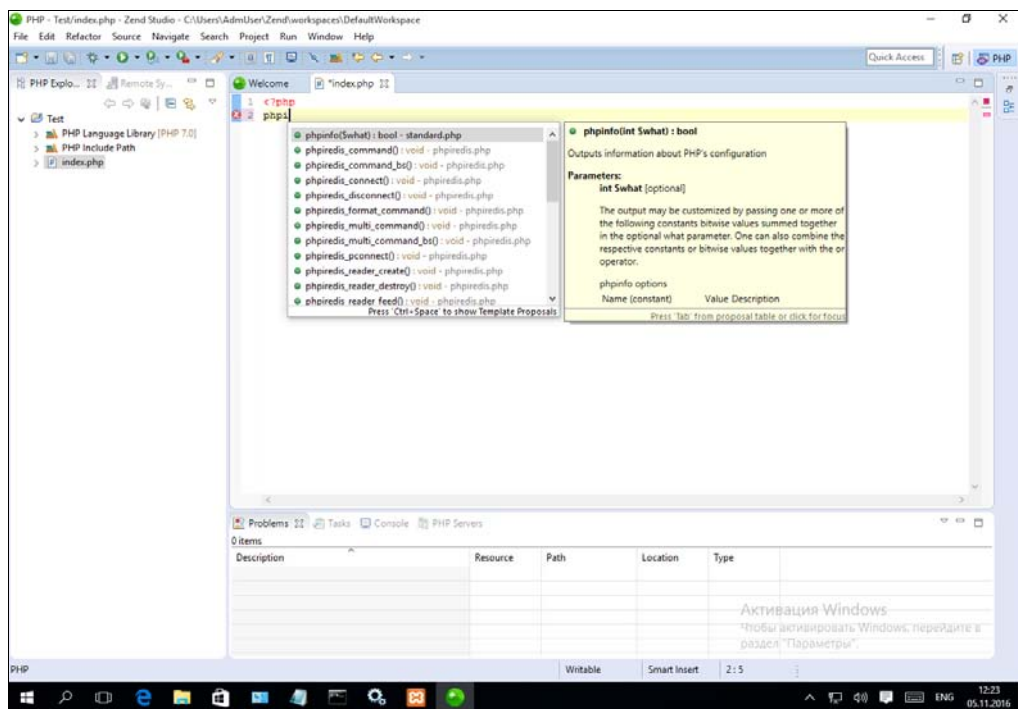 PHP - Test/index.php - Zend Studio - C:\Users\AdmUser\Zend\workspaces\DefaultWorkspace
File Edit Refactor Source Navigate Search Project Run Window Help
Quick Access PHP
PHP Explo... Remote Sy...
Welcome *index.php
Test
PHP Language Library [PHP 7.0]
PHP Include Path
index.php
1 <?php
2 phpi
phpinfo($what) : bool - standard.php
phpiredis_command() : void - phpiredis.php
phpiredis_command_bs() : void - phpiredis.php
phpiredis_connect() : void - phpiredis.php
phpiredis_disconnect() : void - phpiredis.php
phpiredis_format_command() : void - phpiredis.php
phpiredis_multi_command() : void - phpiredis.php
phpiredis_multi_command_bs() : void - phpiredis.php
phpiredis_pconnect() : void - phpiredis.php
phpiredis_reader_create() : void - phpiredis.php
phpiredis_reader_destroy() : void - phpiredis.php
phpiredis_reader_feed() : void - phpiredis.php
Press 'Ctrl+Space' to show Template Proposals
phpinfo(int $what) : bool
Outputs information about PHP's configuration
Parameters:
int $what [optional]
The output may be customized by passing one or more of
the following constants bitwise values summed together
in the optional what parameter. One can also combine the
respective constants or bitwise values together with the or
operator.
phpinfo options
Name (constant) Value Description
Press 'Tab' from proposal table or click for focus
Problems Tasks Console PHP Servers
0 items
Description Resource Path Location Type
Активация Windows
Чтобы активировать Windows, перейдите в
раздел "Параметры".
PHP Writable Smart Insert 2 : 5
ENG 12:23
05.11.2016